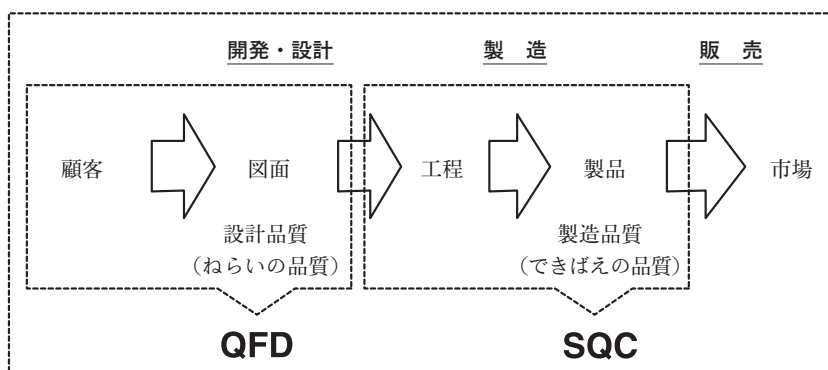 開発・設計 製 造 販 売
顧客 図面 工程 製品 市場
設計品質 製造品質
（ねらいの品質） （できばえの品質）
QFD SQC